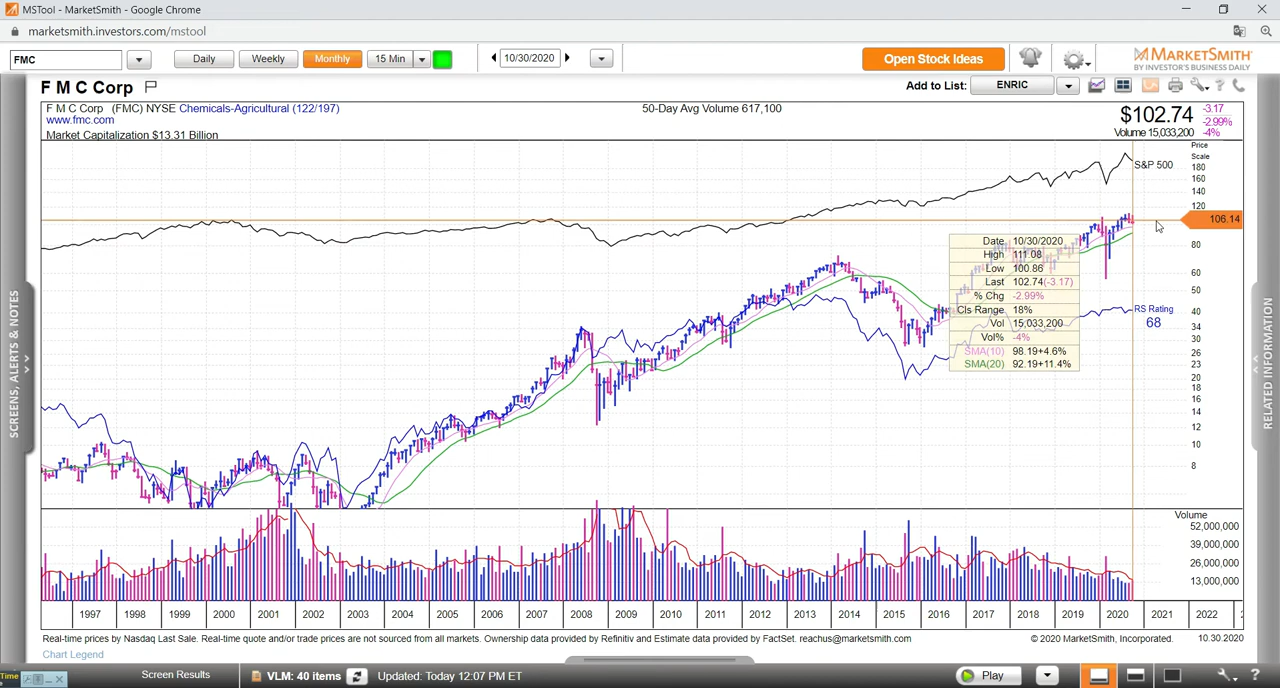 MSTool - MarketSmith - Google Chrome
marketsmith.investors.com/mstool
FMC Daily Weekly Monthly 15 Min 10/30/2020 Open Stock Ideas MARKETSMITH
BY INVESTOR'S BUSINESS DAILY
F M C Corp Add to List: ENRIC
F M C Corp (FMC) NYSE Chemicals-Agricultural (122/197) 50-Day Avg Volume 617,100 $102.74 -3.17
www.fmc.com -2.99%
Market Capitalization $13.31 Billion Volume 15,033,200 -4%
Price
Scale
S&P 500
180
160
140
120
106.14
80
60
50
40
34
30
26
23
20
18
16
14
12
10
8
Date 10/30/2020
High 111.08
Low 100.86
Last 102.74(-3.17)
% Chg -2.99%
Cls Range 18%
Vol 15,033,200
Vol% -4%
SMA(10) 98.19+4.6%
SMA(20) 92.19+11.4%
RS Rating
68
SCREENS, ALERTS & NOTES
RELATED INFORMATION
Volume
52,000,000
39,000,000
26,000,000
13,000,000
1997 1998 1999 2000 2001 2002 2003 2004 2005 2006 2007 2008 2009 2010 2011 2012 2013 2014 2015 2016 2017 2018 2019 2020 2021 2022
Real-time prices by Nasdaq Last Sale. Real-time quote and/or trade prices are not sourced from all markets. Ownership data provided by Refinitiv and Estimate data provided by FactSet. reachus@marketsmith.com © 2020 MarketSmith, Incorporated. 10.30.2020
Chart Legend
Time Search Results VLM: 40 items Updated: Today 12:07 PM ET Play